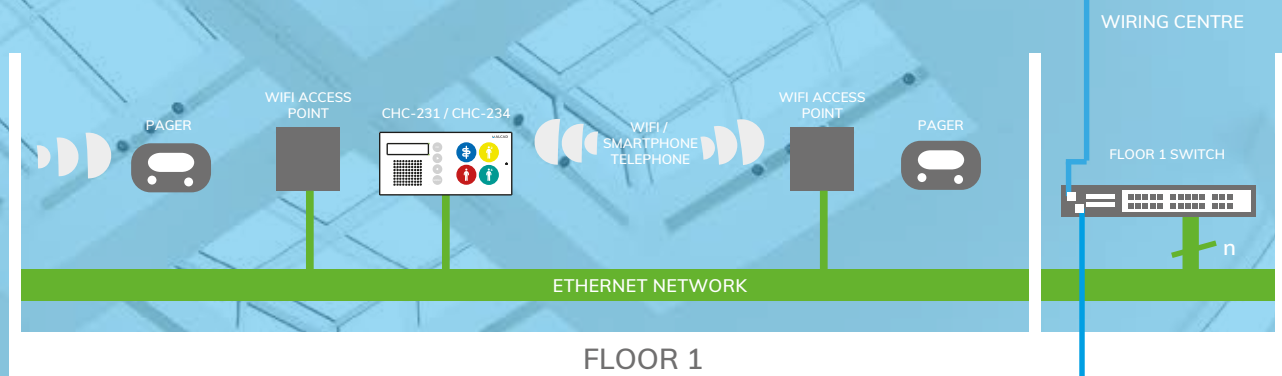 WIRING CENTRE
WIFI ACCESS
POINT
CHC-231 / CHC-234
WIFI ACCESS
POINT
PAGER
WIFI /
SMARTPHONE
TELEPHONE
PAGER
ALCAD
FLOOR 1 SWITCH
n
ETHERNET NETWORK
FLOOR 1